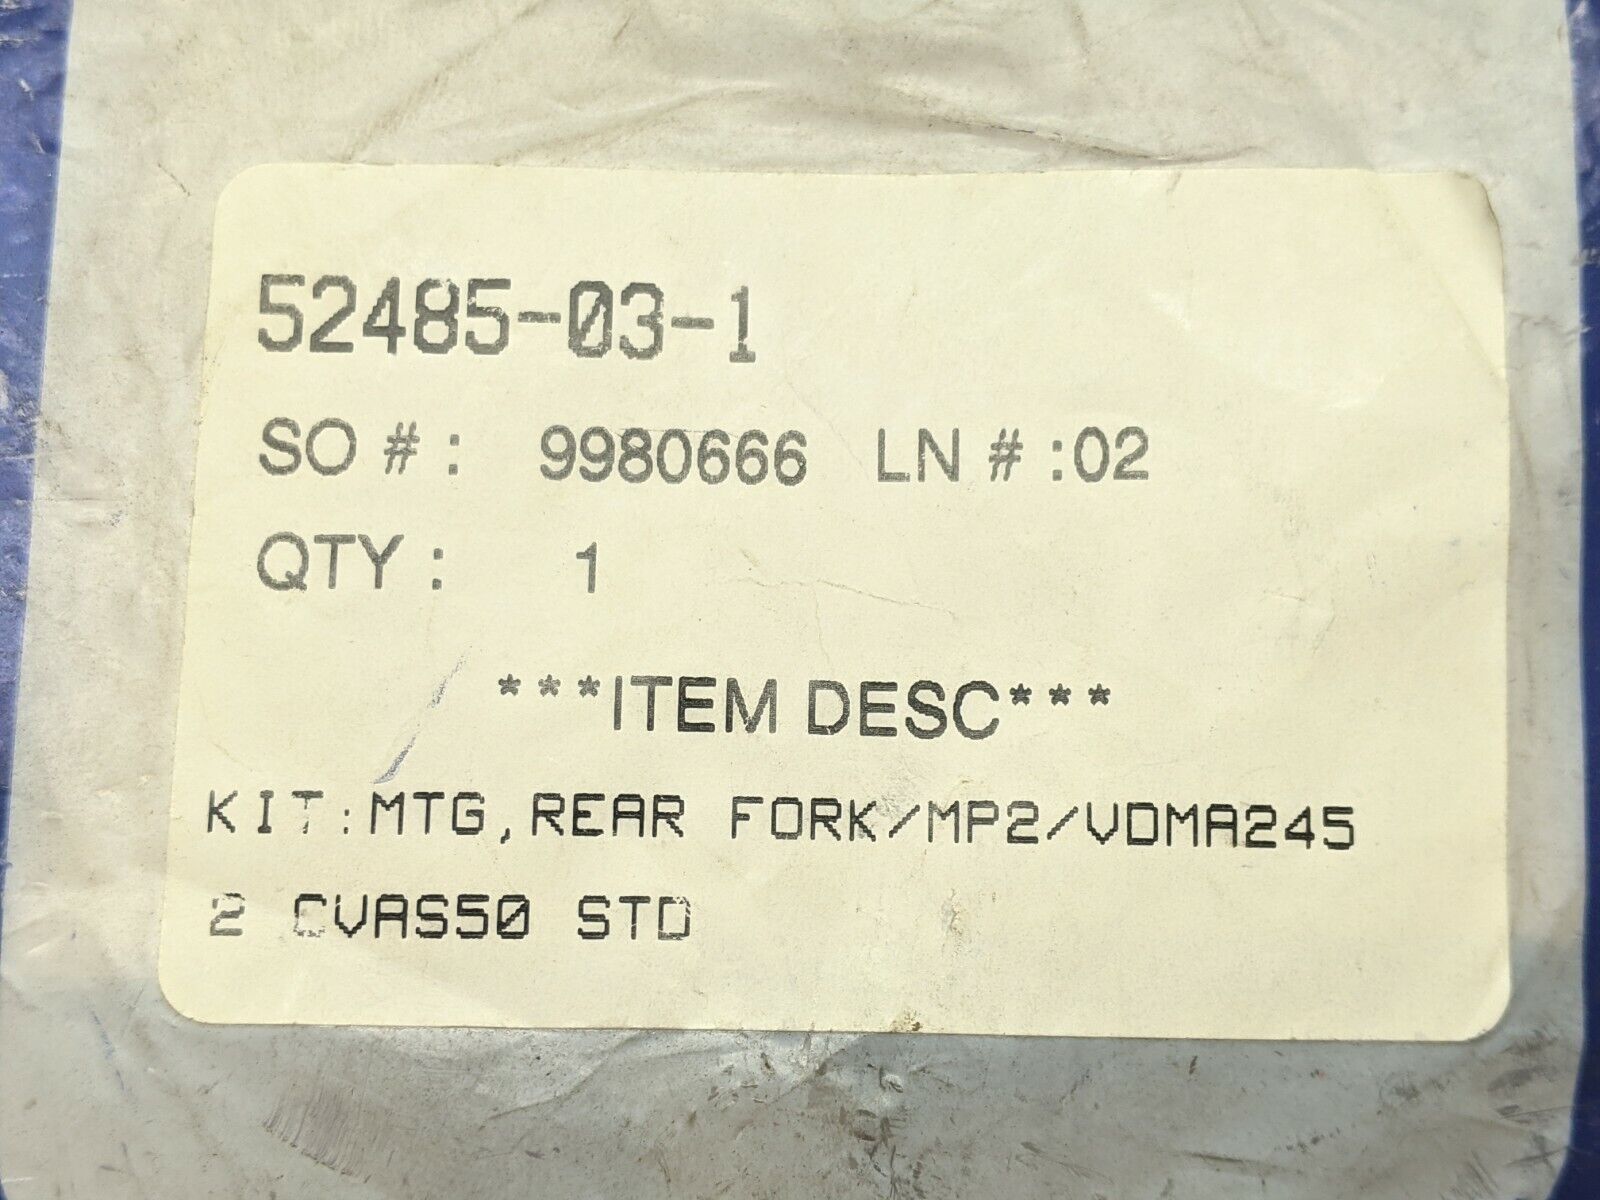 52485-03-1
SO #: 9980666 LN #:02
QTY: 1
***ITEM DESC***
KIT:MTG,REAR FORK/MP2/VDMA245
2 CVAS50 STD